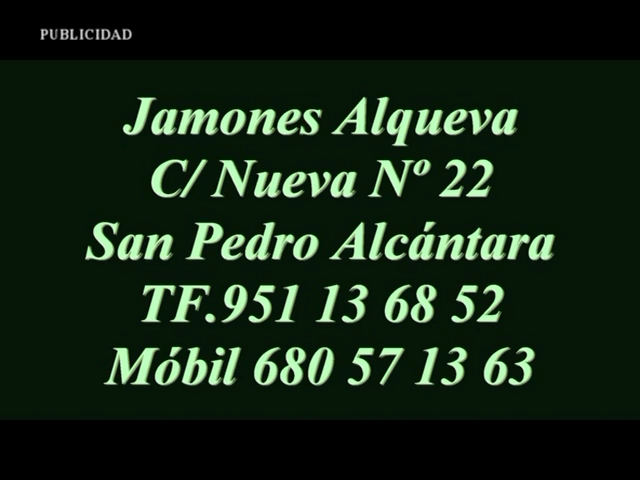 PUBLICIDAD
Jamones Alqueva
C/ Nueva Nº 22
San Pedro Alcántara
TF.951 13 68 52
Móbil 680 57 13 63